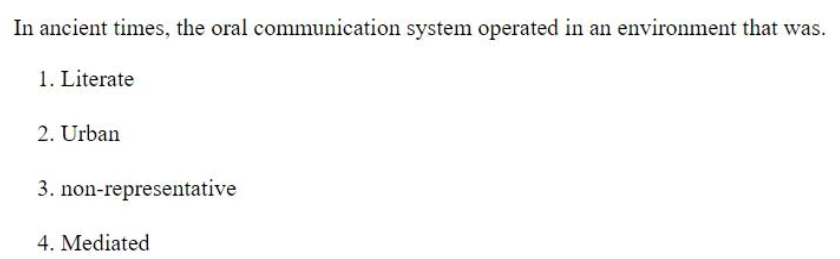 In ancient times, the oral communication system operated in an environment that was.
1. Literate
2. Urban
3. non-representative
4. Mediated